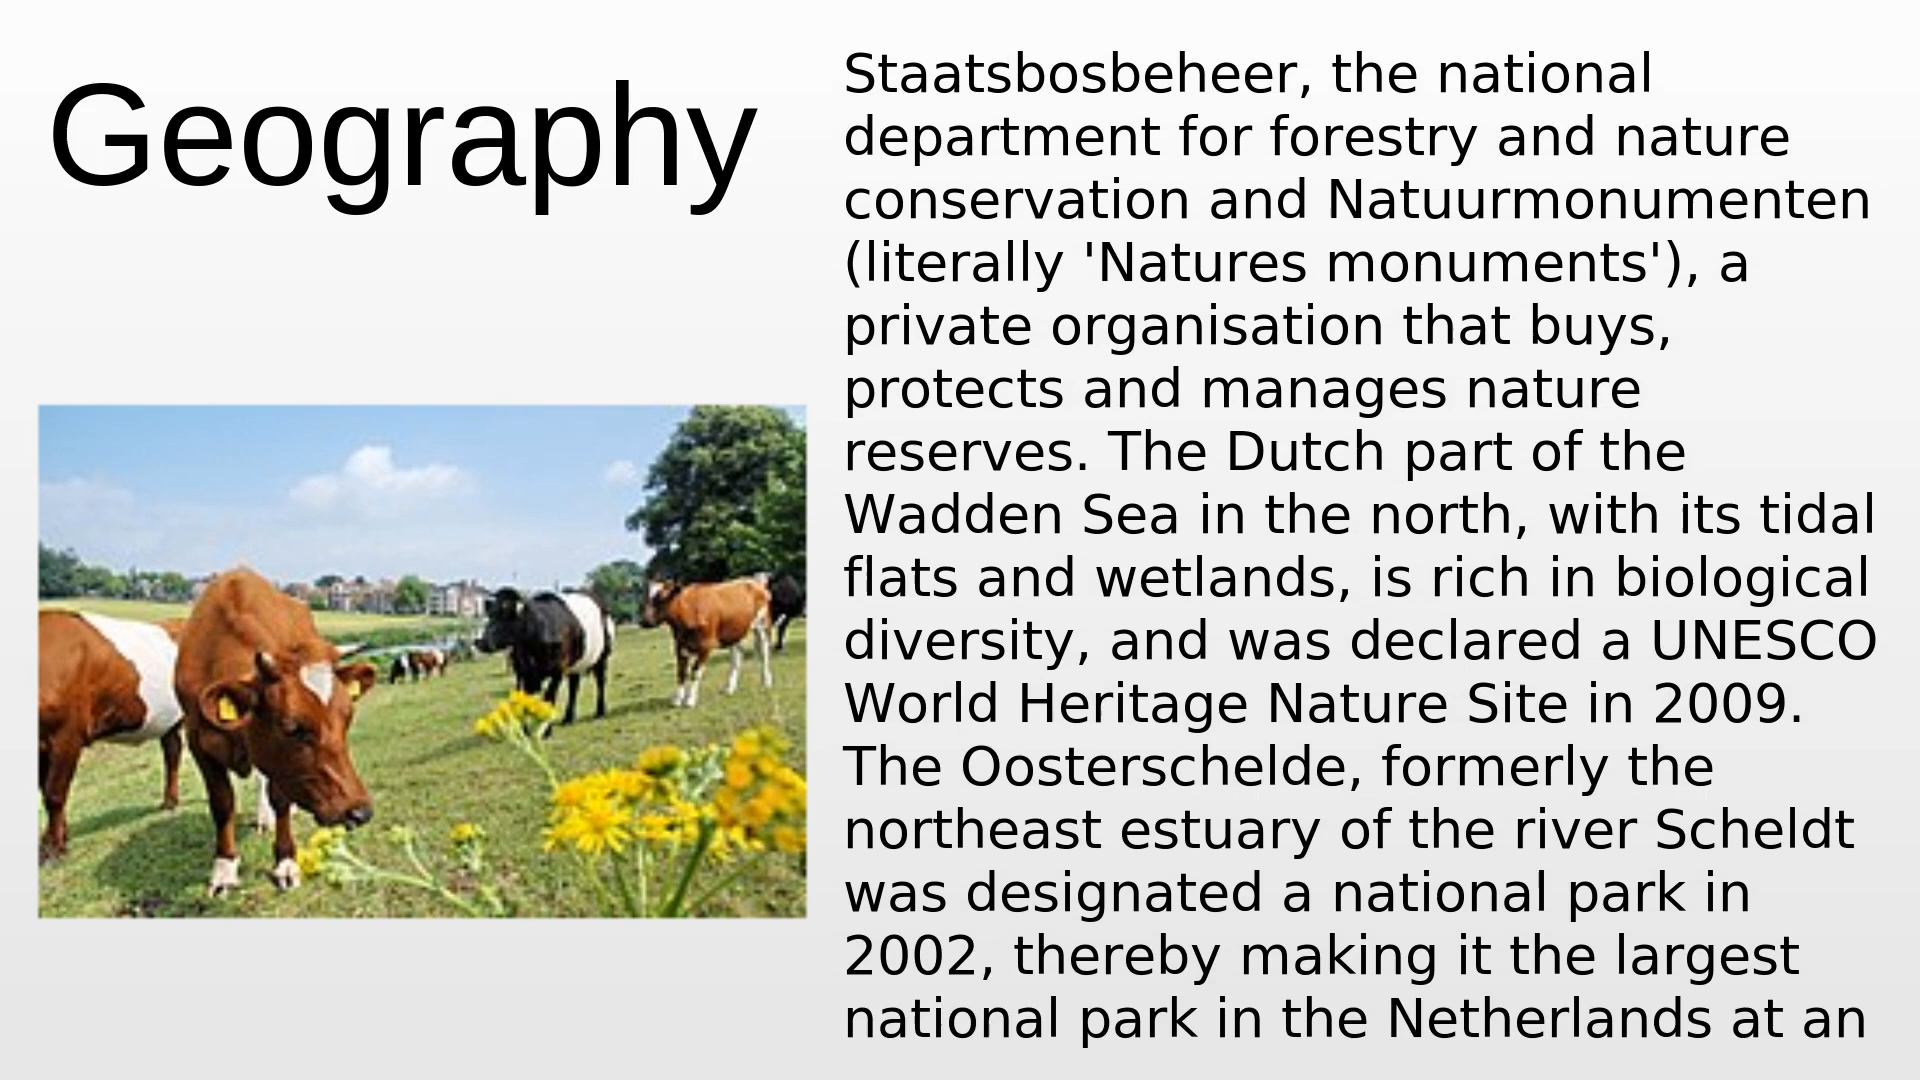 Geography
Staatsbosbeheer, the national
department for forestry and nature
conservation and Natuurmonumenten
(literally 'Natures monuments'), a
private organisation that buys,
protects and manages nature
reserves. The Dutch part of the
Wadden Sea in the north, with its tidal
flats and wetlands, is rich in biological
diversity, and was declared a UNESCO
World Heritage Nature Site in 2009.
The Oosterschelde, formerly the
northeast estuary of the river Scheldt
was designated a national park in
2002, thereby making it the largest
national park in the Netherlands at an